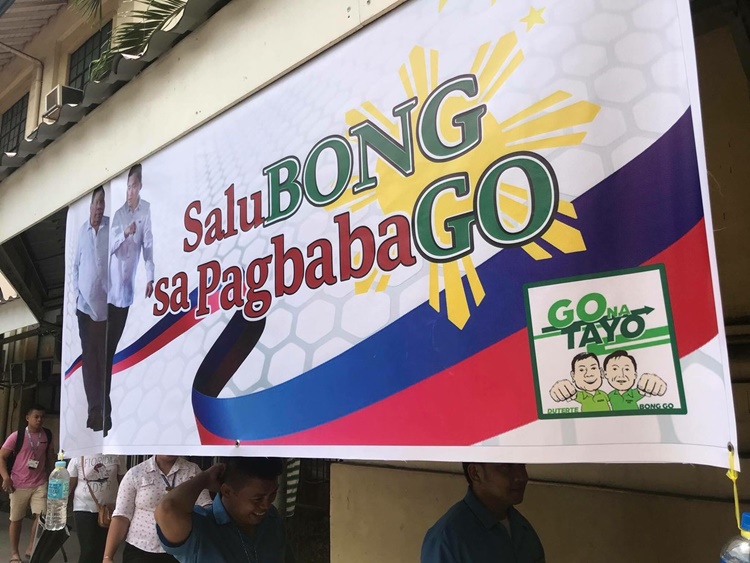 SaluBONG
sa PagbabaGO
GO NA
TAYO
DUTERTE
BONG GO